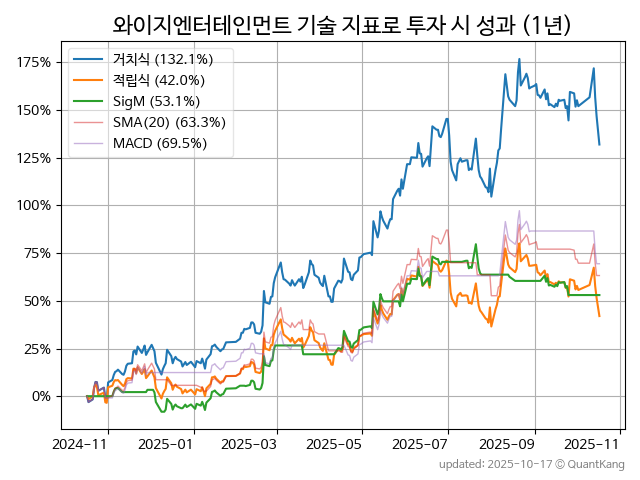 와이지엔터테인먼트 기술 지표로 투자 시 성과 (1년)
거치식 (132.1%)
적립식 (42.0%)
SigM (53.1%)
SMA(20) (63.3%)
MACD (69.5%)
175%
150%
125%
100%
75%
50%
25%
0%
2024-11 2025-01 2025-03 2025-05 2025-07 2025-09 2025-11
updated: 2025-10-17 © QuantKang